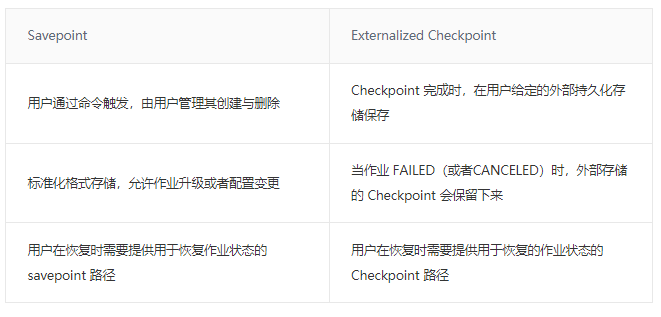 Savepoint
Externalized Checkpoint
用户通过命令触发，由用户管理其创建与删除
Checkpoint 完成时，在用户给定的外部持久化存
储保存
标准化格式存储，允许作业升级或者配置变更
当作业 FAILED（或者CANCELED）时，外部存储
的 Checkpoint 会保留下来
用户在恢复时需要提供用于恢复作业状态的
savepoint 路径
用户在恢复时需要提供用于恢复的作业状态的
Checkpoint 路径